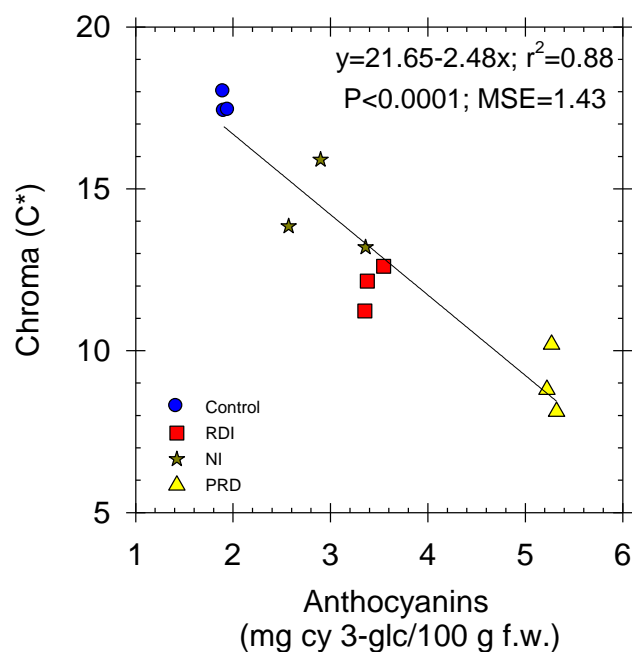 20
y=21.65-2.48x; r²=0.88
P<0.0001; MSE=1.43
15
Chroma (C*)
10
Control
RDI
NI
PRD
5
1 2 3 4 5 6
Anthocyanins
(mg cy 3-glc/100 g f.w.)